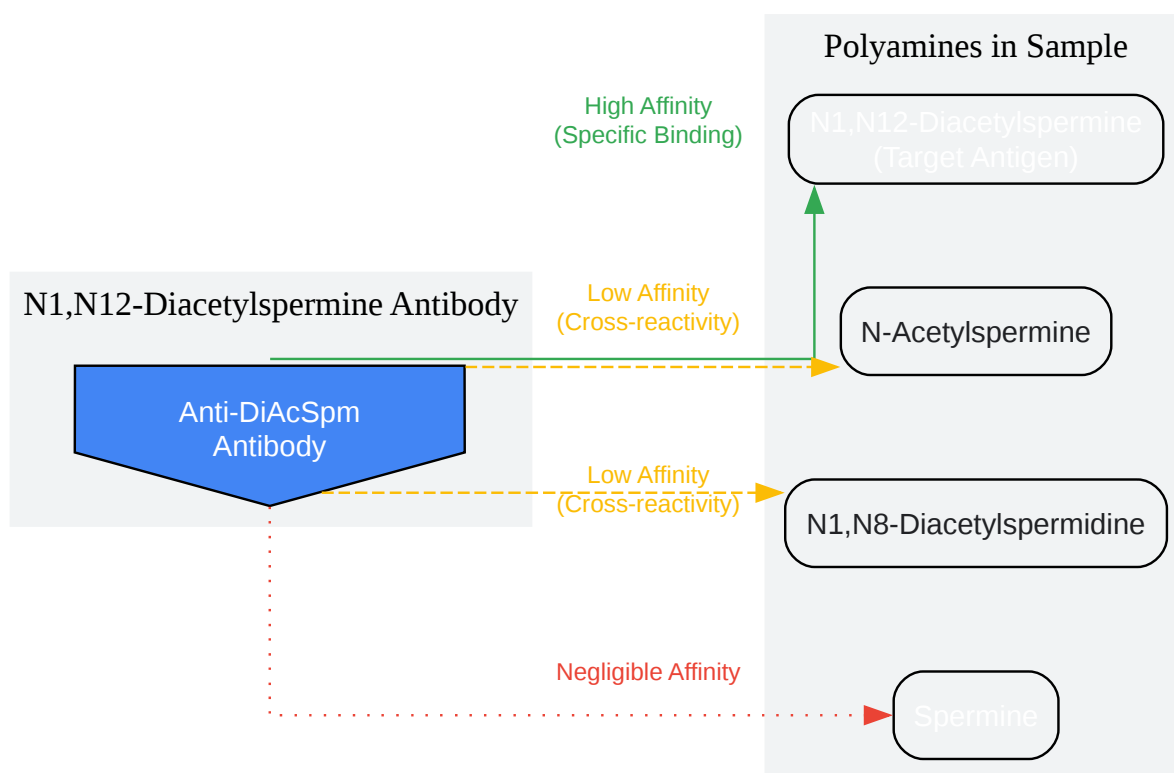 Polyamines in Sample
High Affinity
(Specific Binding)
N1,N12-Diacetylspermine
(Target Antigen)
N1,N12-Diacetylspermine Antibody
Low Affinity
(Cross-reactivity)
N-Acetylspermine
Anti-DiAcSpm
Antibody
Low Affinity
(Cross-reactivity)
N1,N8-Diacetylspermidine
Negligible Affinity
Spermine